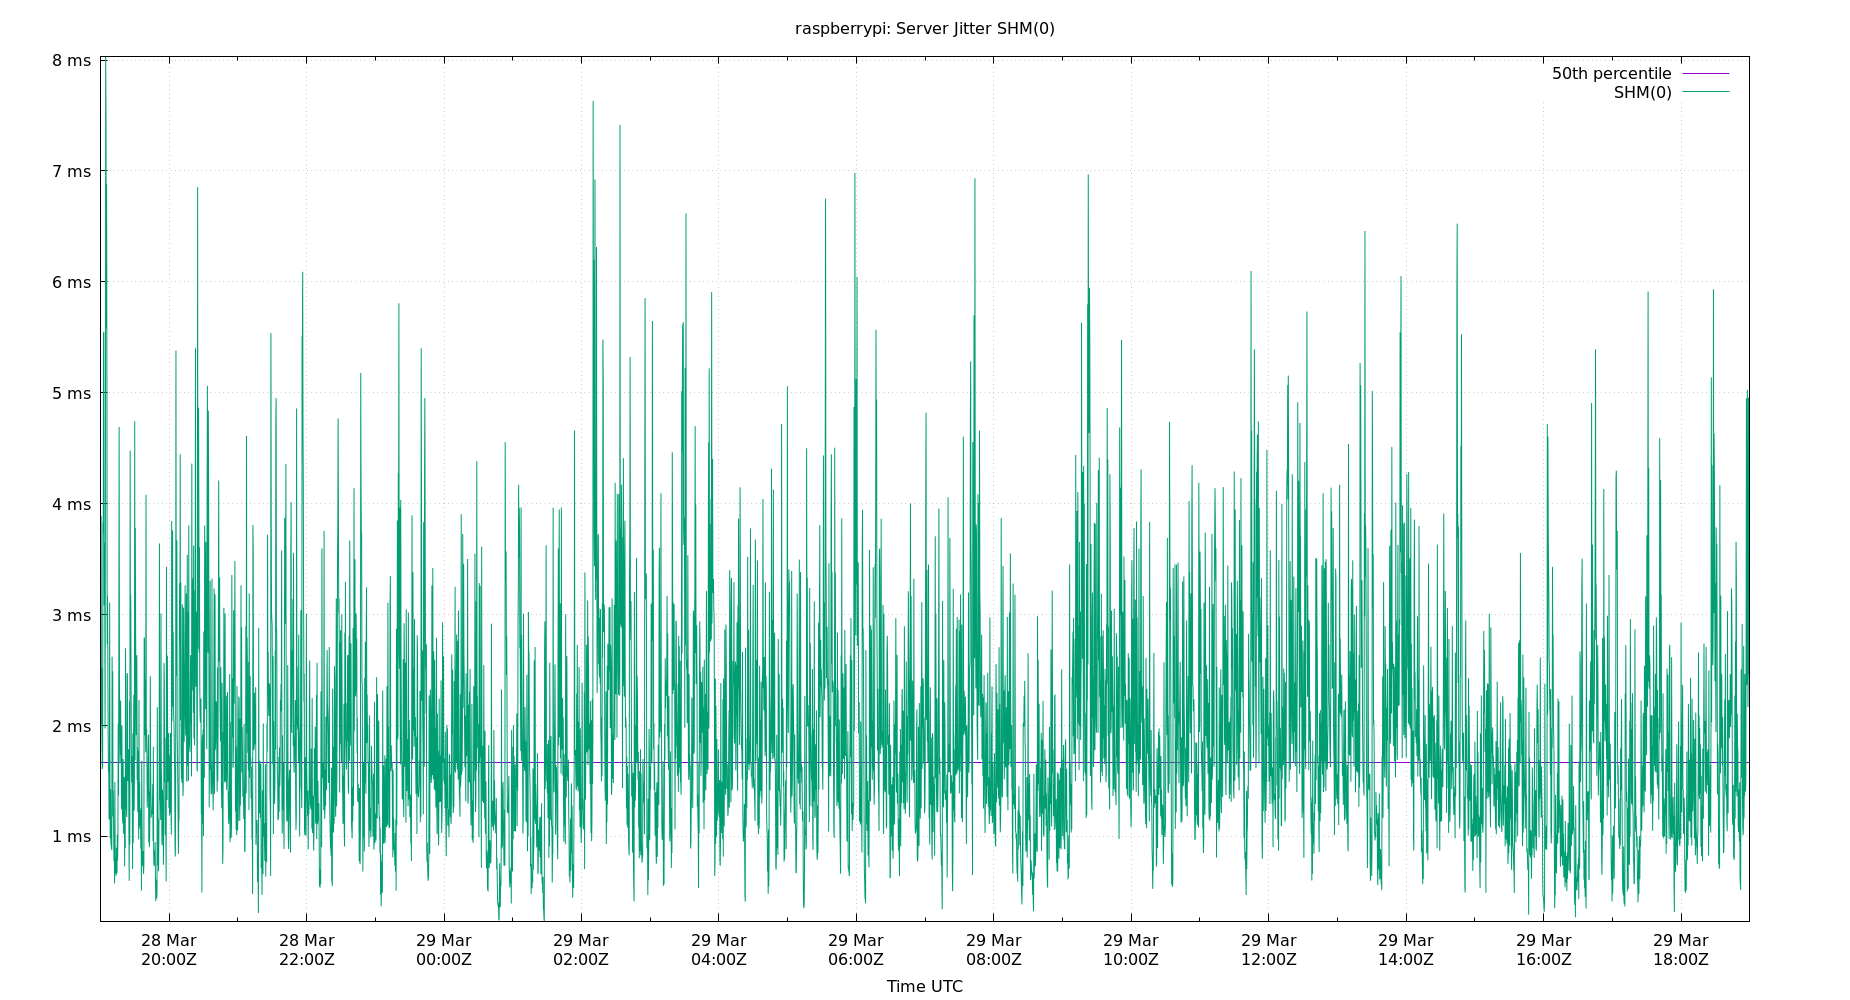 raspberrypi: Server Jitter SHM(0)
50th percentile
SHM(0)
8 ms
7 ms
6 ms
5 ms
4 ms
3 ms
2 ms
1 ms
28 Mar 28 Mar 29 Mar 29 Mar 29 Mar 29 Mar 29 Mar 29 Mar 29 Mar 29 Mar 29 Mar 29 Mar
20:00Z 22:00Z 00:00Z 02:00Z 04:00Z 06:00Z 08:00Z 10:00Z 12:00Z 14:00Z 16:00Z 18:00Z
Time UTC